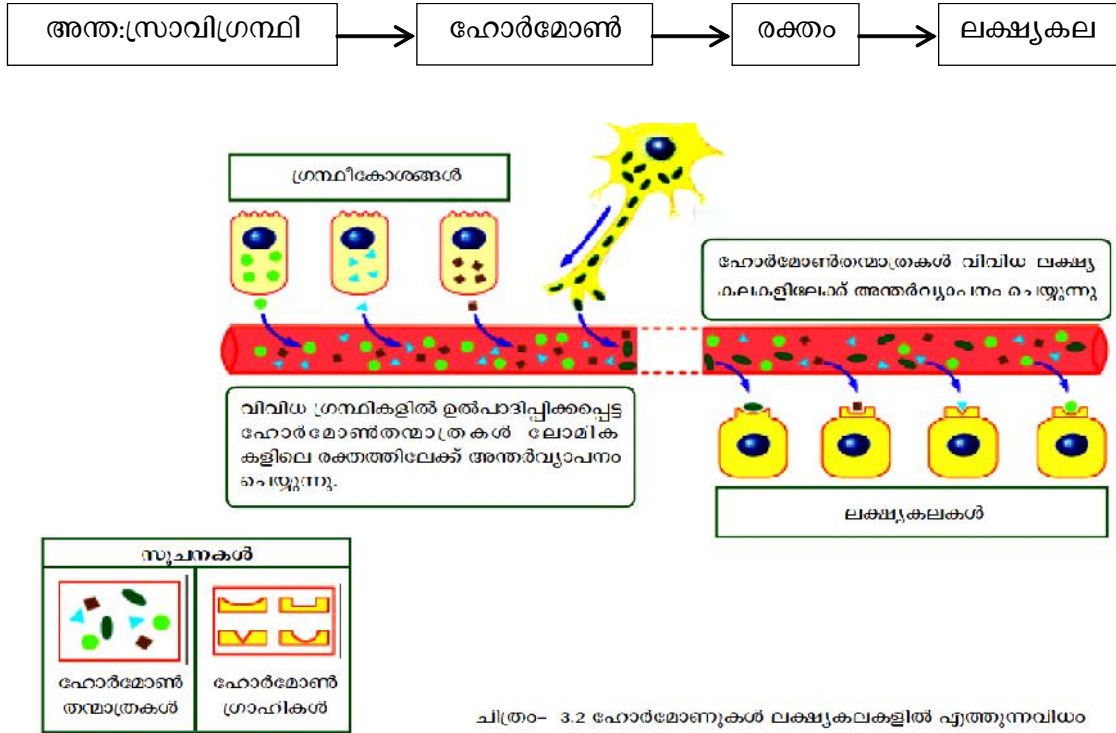 അന്ത:സ്രാവിഗ്രന്ഥി
ഹോർമോൺ
രക്തം
ലക്ഷ്യകല
ഗ്രന്ഥീകോശങ്ങൾ
ഹോർമോൺതന്മാത്രകൾ വിവിധ ലക്ഷ്യ
കലകളിലേക്ക് അന്തർവ്യാപനം ചെയ്യുന്നു
വിവിധ ഗ്രന്ഥികളിൽ ഉൽപാദിപ്പിക്കപ്പെട്ട
ഹോർമോൺതന്മാത്രകൾ ലോമിക
കളിലെ രക്തത്തിലേക്ക് അന്തർവ്യാപനം
ചെയ്യുന്നു.
ലക്ഷ്യകലകൾ
സൂചനകൾ
ഹോർമോൺ
തന്മാത്രകൾ
ഹോർമോൺ
ഗ്രാഹികൾ
ചിത്രം- 3.2 ഹോർമോണുകൾ ലക്ഷ്യകലകളിൽ എത്തുന്നവിധം